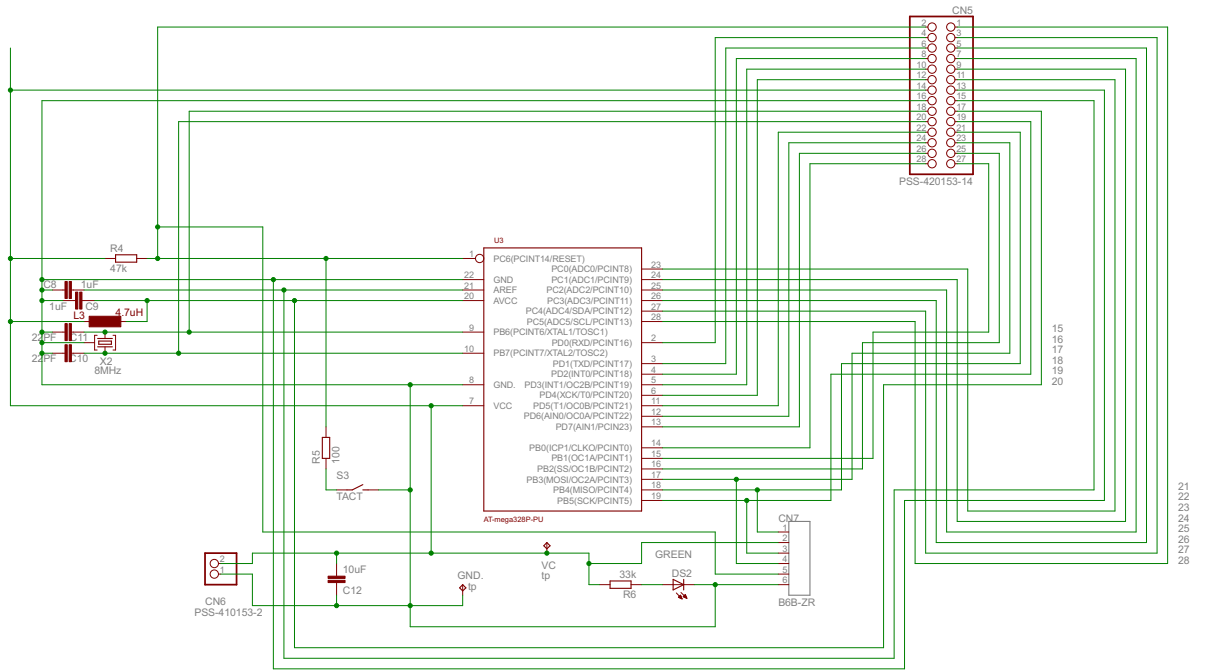 CN5
2 1
4 3
6 5
8 7
10 9
12 11
14 13
16 15
18 17
20 19
22 21
24 23
26 25
28 27
PSS-420153-14
U3
R4
47k
1 PC6(PCINT14/RESET)
22 GND
21 AREF
20 AVCC
9 PB6(PCINT6/XTAL1/TOSC1)
10 PB7(PCINT7/XTAL2/TOSC2)
8 GND.
7 VCC
PC0(ADC0/PCINT8) 23
PC1(ADC1/PCINT9) 24
PC2(ADC2/PCINT10) 25
PC3(ADC3/PCINT11) 26
PC4(ADC4/SDA/PCINT12) 27
PC5(ADC5/SCL/PCINT13) 28
PD0(RXD/PCINT16) 2
PD1(TXD/PCINT17) 3
PD2(INT0/PCINT18) 4
PD3(INT1/OC2B/PCINT19) 5
PD4(XCK/T0/PCINT20) 6
PD5(T1/OC0B/PCINT21) 11
PD6(AIN0/OC0A/PCINT22) 12
PD7(AIN1/PCIN23) 13
PB0(ICP1/CLKO/PCINT0) 14
PB1(OC1A/PCINT1) 15
PB2(SS/OC1B/PCINT2) 16
PB3(MOSI/OC2A/PCINT3) 17
PB4(MISO/PCINT4) 18
PB5(SCK/PCINT5) 19
AT-mega328P-PU
C8 1uF
1uF C9
L3 4.7uH
22PF C11
22PF C10
X2
8MHz
15
16
17
18
19
20
R5
100
S3
TACT
21
22
23
24
25
26
27
28
CN7
1
2
3
4
5
6
B6B-ZR
2
1
CN6
PSS-410153-2
10uF
C12
GND.
tp
VC
tp
GREEN
33k
R6
DS2